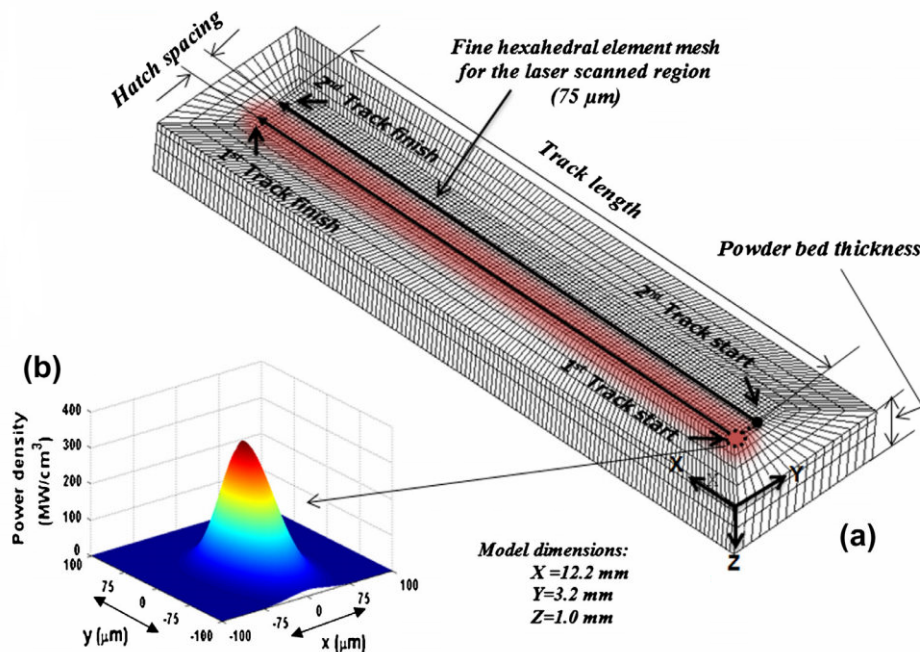 Hatch spacing
Fine hexahedral element mesh
for the laser scanned region
(75 µm)
2nd Track finish
1st Track finish
Track length
Powder bed thickness
2nd Track start
1st Track start
X
Y
Z
(a)
Model dimensions:
X =12.2 mm
Y=3.2 mm
Z=1.0 mm
(b)
Power density
(MW/cm3)
400
300
200
100
0
100
75
0
-75
-100
y (µm)
-100
-75
0
75
100
x (µm)